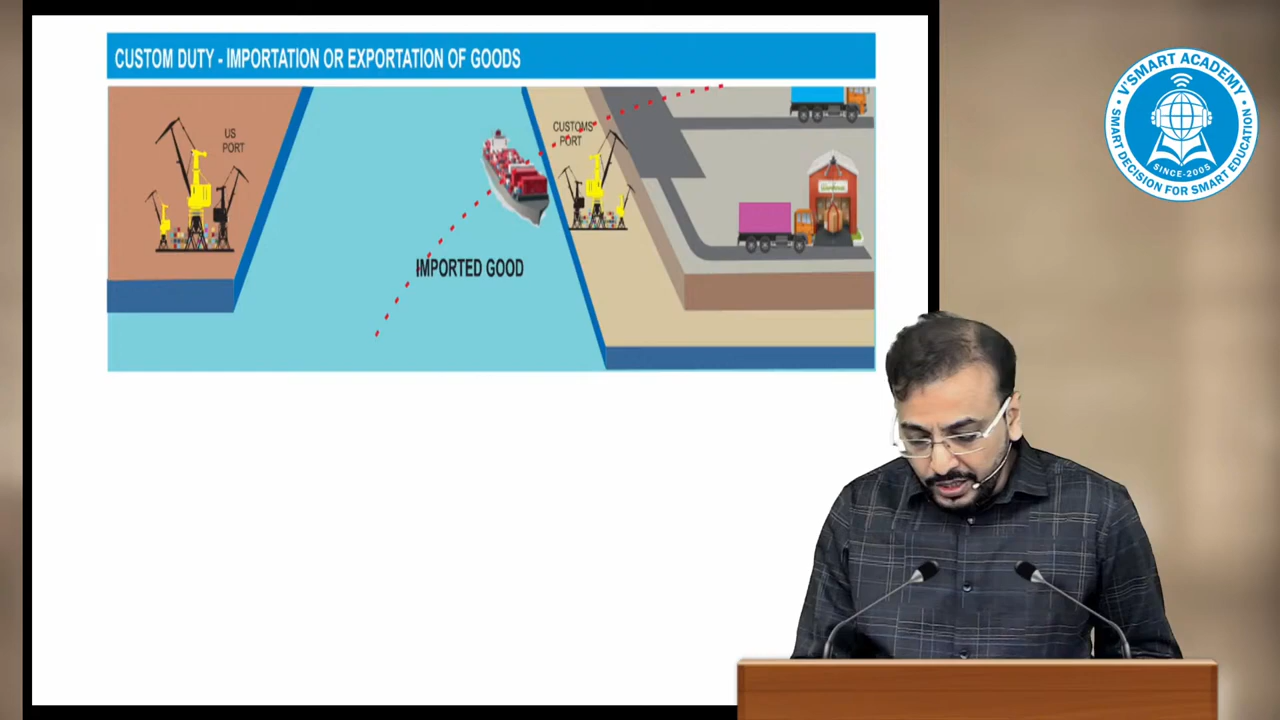 CUSTOM DUTY - IMPORTATION OR EXPORTATION OF GOODS
US
PORT
CUSTOMS
PORT
IMPORTED GOOD
V'SMART ACADEMY
SINCE-2005
SMART DECISION FOR SMART EDUCATION